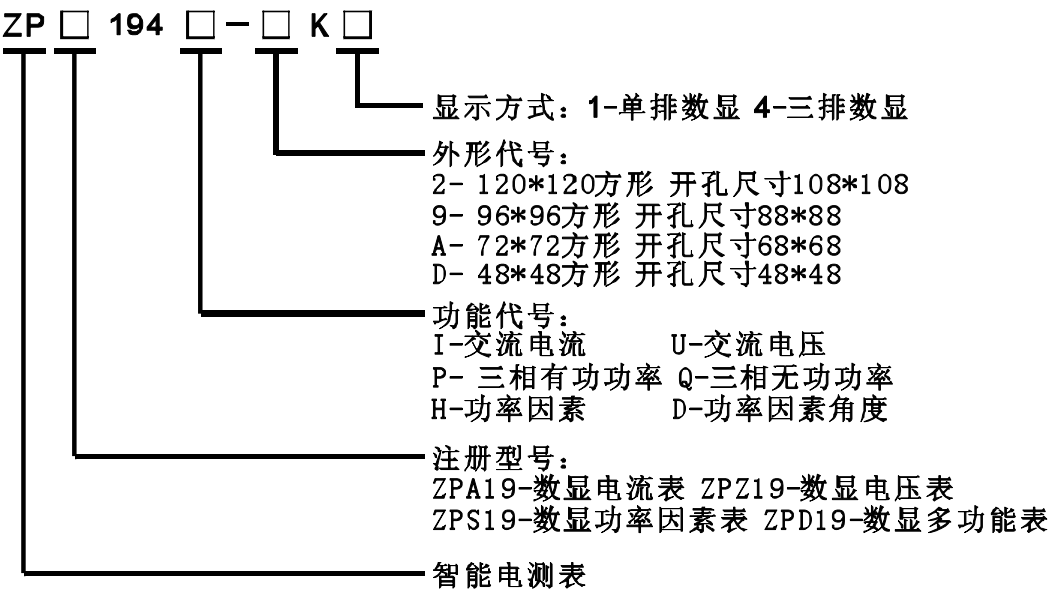 ZP□ 194 □-□ K□
显示方式：1-单排数显 4-三排数显
外形代号：
2- 120*120方形 开孔尺寸108*108
9- 96*96方形 开孔尺寸88*88
A- 72*72方形 开孔尺寸68*68
D- 48*48方形 开孔尺寸48*48
功能代号：
I-交流电流 U-交流电压
P- 三相有功功率 Q-三相无功功率
H-功率因素 D-功率因素角度
注册型号：
ZPA19-数显电流表 ZPZ19-数显电压表
ZPS19-数显功率因素表 ZPD19-数显多功能表
智能电测表